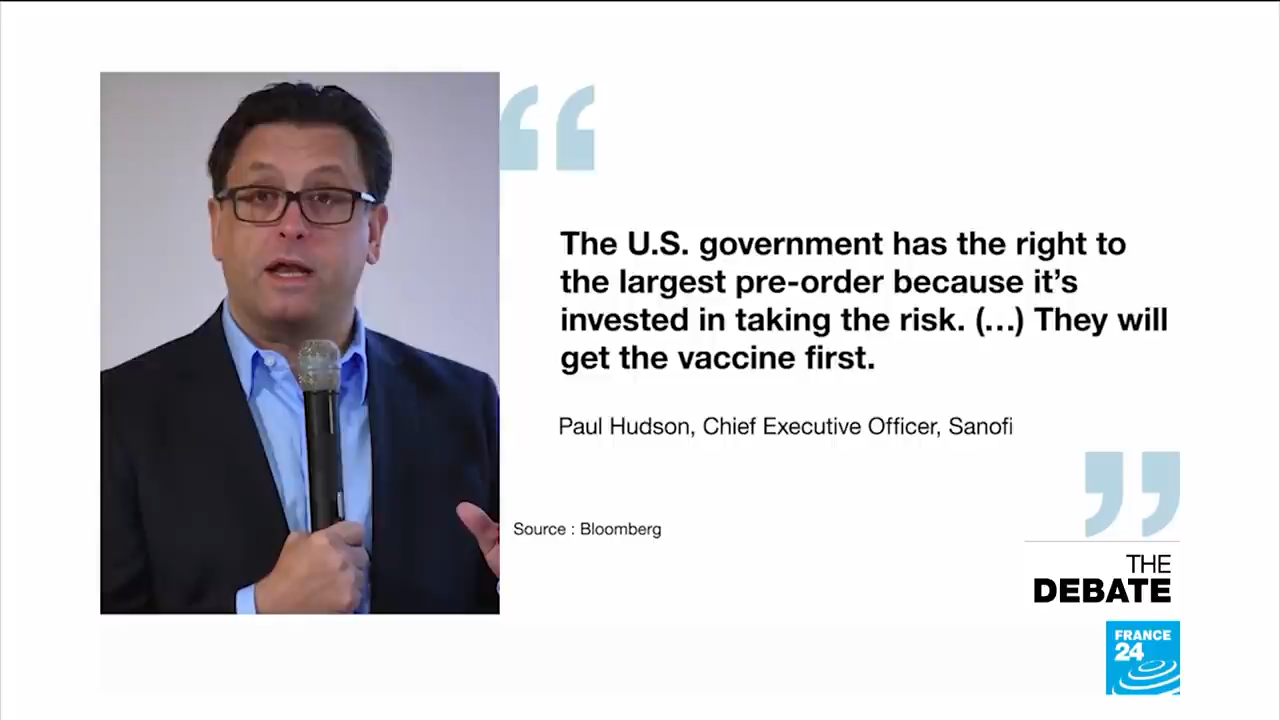 “
The U.S. government has the right to
the largest pre-order because it’s
invested in taking the risk. (...) They will
get the vaccine first.
Paul Hudson, Chief Executive Officer, Sanofi
”
Source : Bloomberg
THE
DEBATE
FRANCE
24